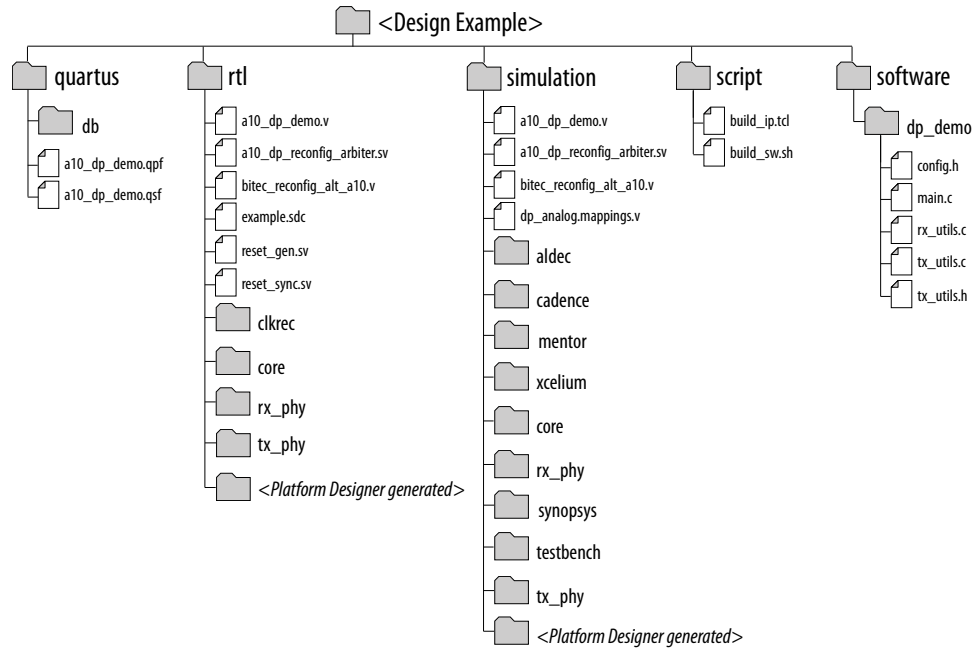 <Design Example>
quartus
db
a10_dp_demo.qpf
a10_dp_demo.qsf
rtl
a10_dp_demo.v
a10_dp_reconfig_arbiter.sv
bitec_reconfig_alt_a10.v
example.sdc
reset_gen.sv
reset_sync.sv
clkrec
core
rx_phy
tx_phy
<Platform Designer generated>
simulation
a10_dp_demo.v
a10_dp_reconfig_arbiter.sv
bitec_reconfig_alt_a10.v
dp_analog.mappings.v
aldec
cadence
mentor
xcelium
core
rx_phy
synopsys
testbench
tx_phy
<Platform Designer generated>
script
build_ip.tcl
build_sw.sh
software
dp_demo
config.h
main.c
rx_utils.c
tx_utils.c
tx_utils.h